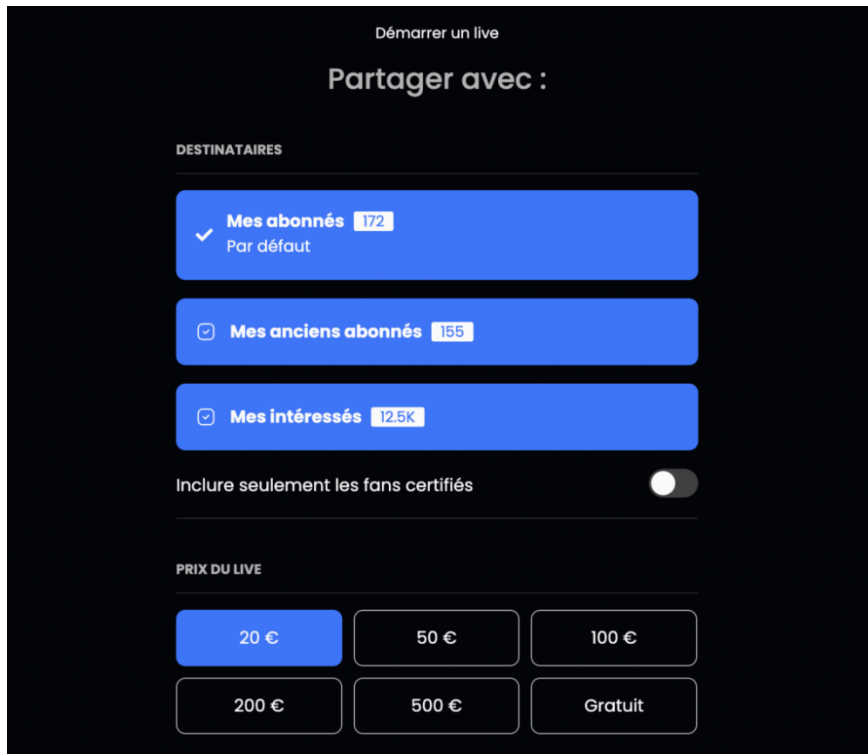 Démarrer un live
Partager avec :
DESTINATAIRES
Mes abonnés 172
Par défaut
Mes anciens abonnés 155
Mes intéressés 12.5K
Inclure seulement les fans certifiés
PRIX DU LIVE
20 € 50 € 100 €
200 € 500 € Gratuit